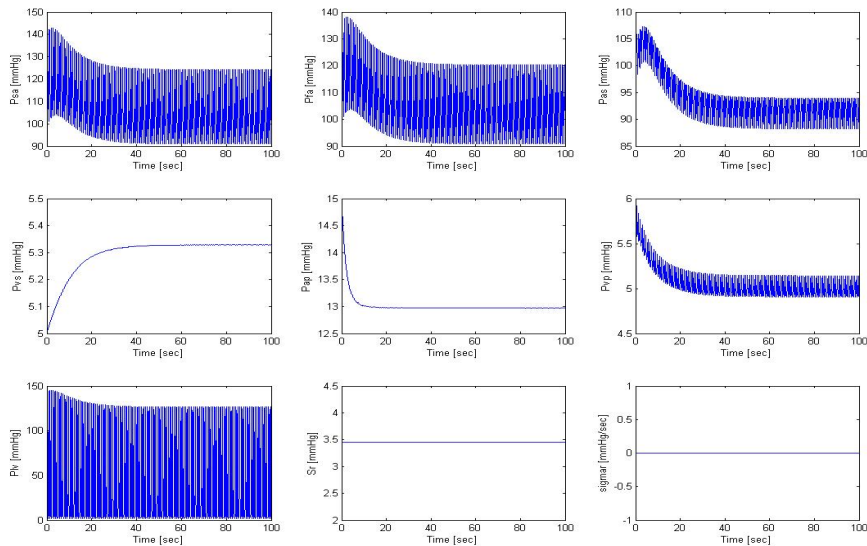 150
140
130
120
110
100
90
Psa [mmHg]
0 20 40 60 80 100
Time [sec]
140
130
120
110
100
90
Pfa [mmHg]
0 20 40 60 80 100
Time [sec]
110
105
100
95
90
85
Pas [mmHg]
0 20 40 60 80 100
Time [sec]
5.5
5.4
5.3
5.2
5.1
5
Pvs [mmHg]
0 20 40 60 80 100
Time [sec]
15
14.5
14
13.5
13
12.5
Pap [mmHg]
0 20 40 60 80 100
Time [sec]
6
5.5
5
4.5
Pvp [mmHg]
0 20 40 60 80 100
Time [sec]
150
100
50
0
Plv [mmHg]
0 20 40 60 80 100
Time [sec]
4.5
4
3.5
3
2.5
2
Sr [mmHg]
0 20 40 60 80 100
Time [sec]
1
0.5
0
-0.5
-1
sigmar [mmHg/sec]
0 20 40 60 80 100
Time [sec]